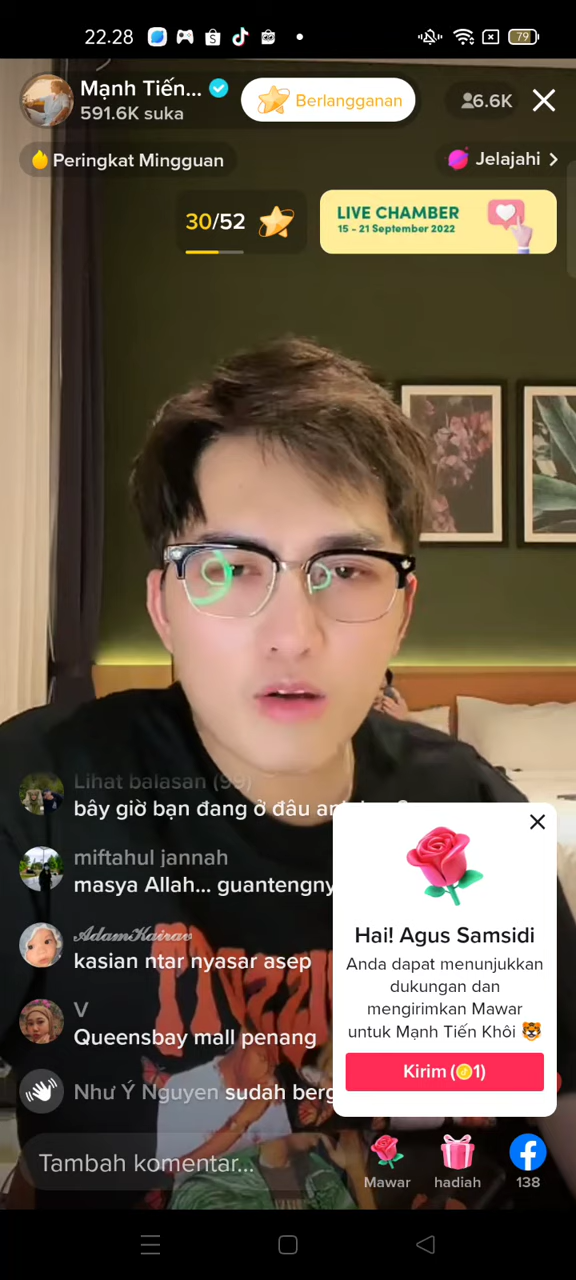 22.28
79
Mạnh Tiến...
591.6K suka
Berlangganan
6.6K
Peringkat Mingguan
Jelajahi >
30/52
LIVE CHAMBER
15 - 21 September 2022
Lihat balasan (99)
bây giờ bạn đang ở đâu
miftahul jannah
masya Allah... guantengny
AdamKairav
kasian ntar nyasar asep
V
Queensbay mall penang
Như Ý Nguyen sudah berg
Hai! Agus Samsidi
Anda dapat menunjukkan
dukungan dan
mengirimkan Mawar
untuk Mạnh Tiến Khôi 🐯
Kirim (1)
Tambah komentar...
Mawar
hadiah
138